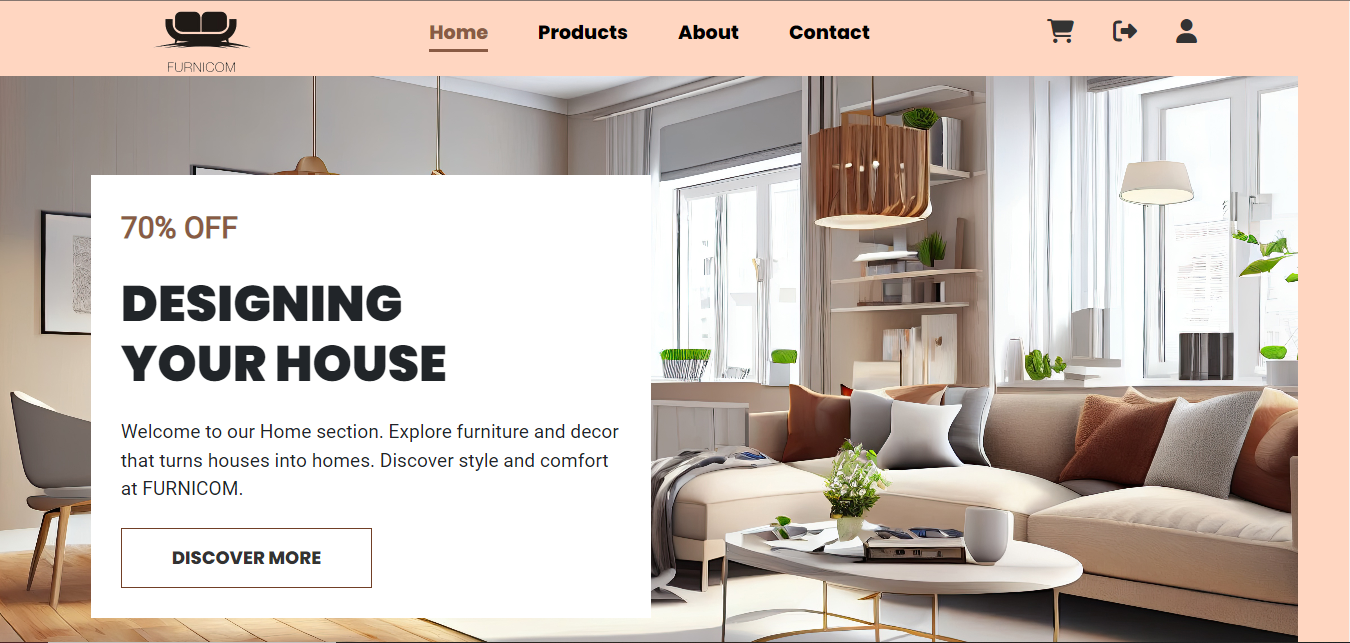 FURNICOM
Home
Products
About
Contact
70% OFF
DESIGNING
YOUR HOUSE
Welcome to our Home section. Explore furniture and decor
that turns houses into homes. Discover style and comfort
at FURNICOM.
DISCOVER MORE